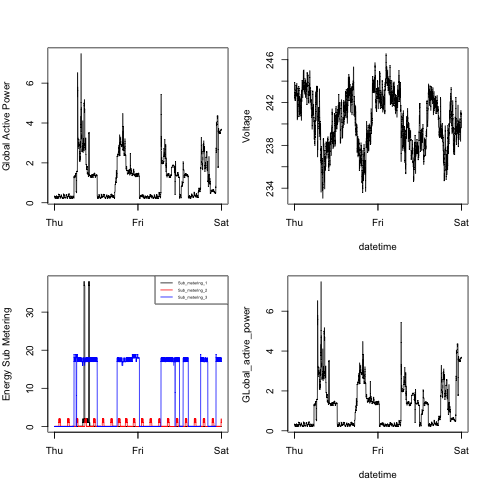 Global Active Power
6
4
2
0
Thu
Fri
Sat
Voltage
246
242
238
234
Thu
Fri
Sat
datetime
Energy Sub Metering
30
20
10
0
Sub_metering_1
Sub_metering_2
Sub_metering_3
Thu
Fri
Sat
GLobal_active_power
6
4
2
0
Thu
Fri
Sat
datetime